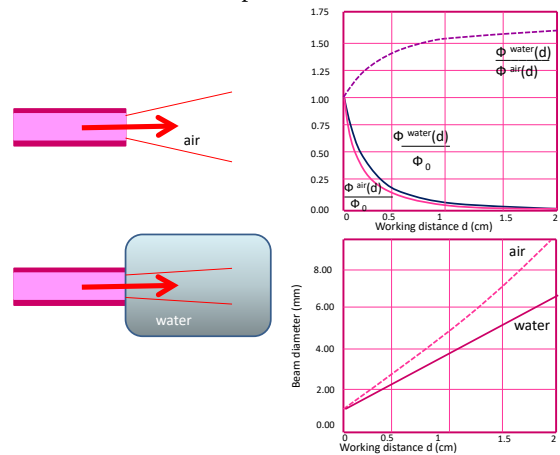 air
water
1.75
1.50
1.25
1.00
0.75
0.50
0.25
0.00
0
0.5
1
1.5
2
Working distance d (cm)
Φ water(d)
Φ air(d)
Φ water(d)
Φ 0
Φ air(d)
Φ 0
Beam diameter (mm)
8.00
6.00
4.00
2.00
0.00
0
0.5
1
1.5
2
Working distance d (cm)
air
water